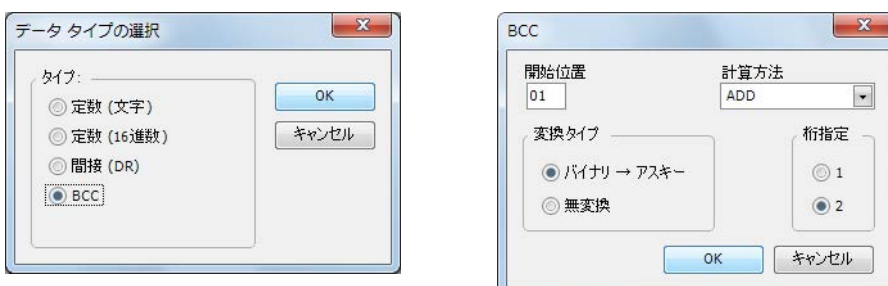 データ タイプの選択
タイプ:
定数 (文字)
定数 (16進数)
間接 (DR)
BCC
OK
キャンセル
BCC
開始位置
01
計算方法
ADD
変換タイプ
バイナリ → アスキー
無変換
桁指定
1
2
OK
キャンセル